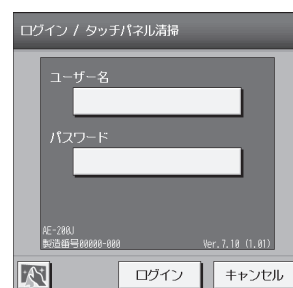 ログイン / タッチパネル清掃
ユーザー名
パスワード
AE-200J
製造番号00000-000 Ver.7.10 (1.01)
ログイン キャンセル